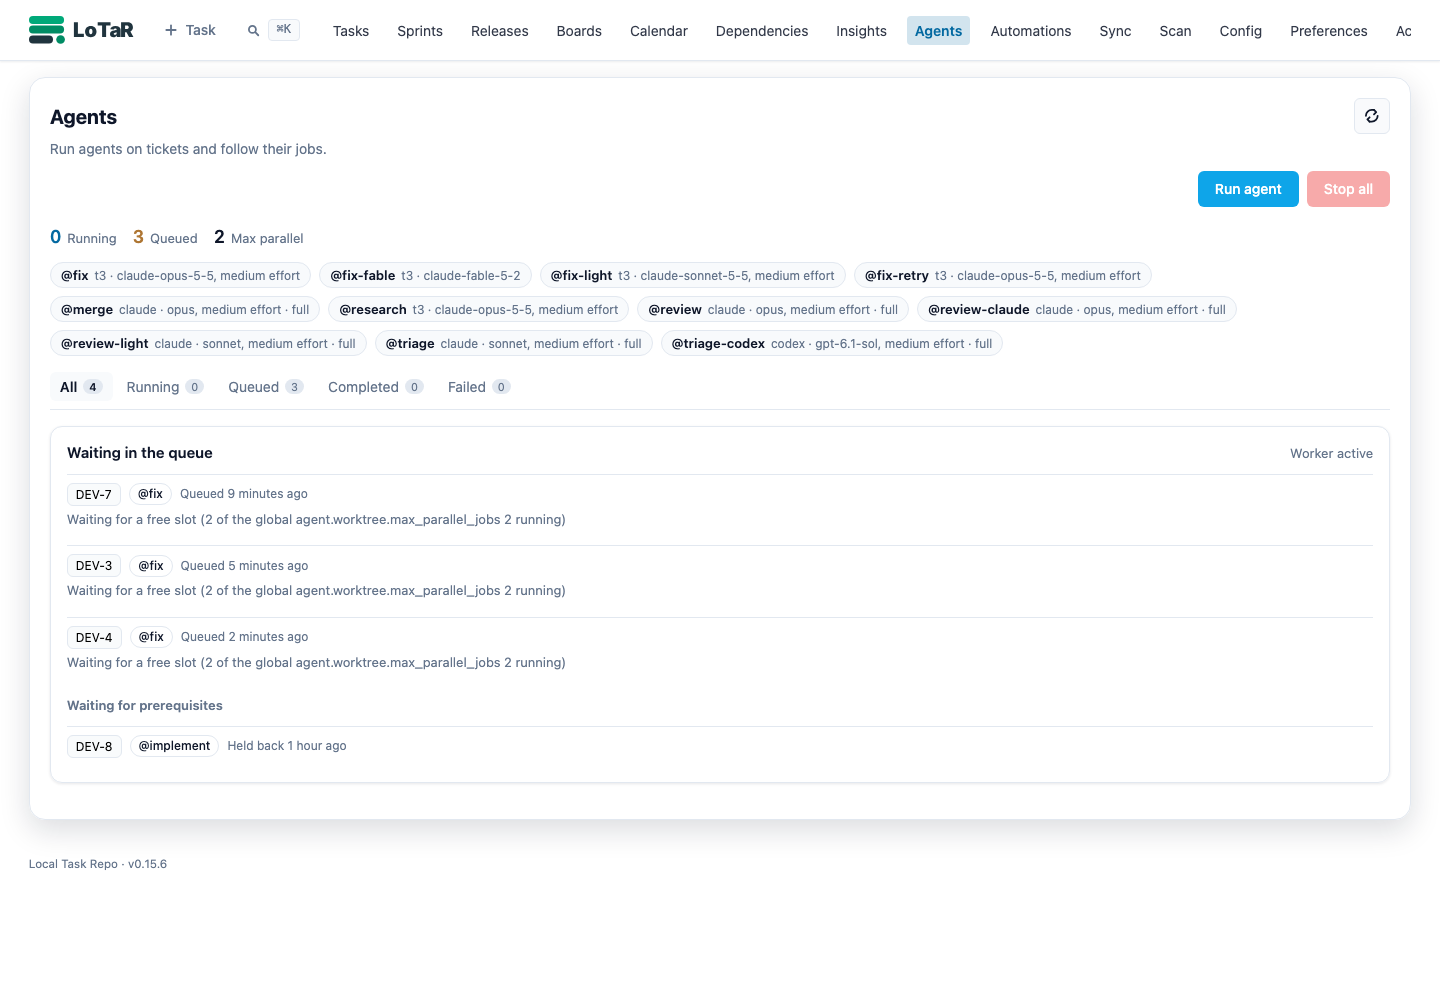 LoTaR
+ Task
⌘K
Tasks Sprints Releases Boards Calendar Dependencies Insights Agents Automations Sync Scan Config Preferences Ac
Agents
Run agents on tickets and follow their jobs.
Run agent Stop all
0 Running 3 Queued 2 Max parallel
@fix t3 · claude-opus-5-5, medium effort @fix-fable t3 · claude-fable-5-2 @fix-light t3 · claude-sonnet-5-5, medium effort @fix-retry t3 · claude-opus-5-5, medium effort
@merge claude · opus, medium effort · full @research t3 · claude-opus-5-5, medium effort @review claude · opus, medium effort · full @review-claude claude · opus, medium effort · full
@review-light claude · sonnet, medium effort · full @triage claude · sonnet, medium effort · full @triage-codex codex · gpt-6.1-sol, medium effort · full
All 4 Running 0 Queued 3 Completed 0 Failed 0
Waiting in the queue Worker active
DEV-7 @fix Queued 9 minutes ago
Waiting for a free slot (2 of the global agent.worktree.max_parallel_jobs 2 running)
DEV-3 @fix Queued 5 minutes ago
Waiting for a free slot (2 of the global agent.worktree.max_parallel_jobs 2 running)
DEV-4 @fix Queued 2 minutes ago
Waiting for a free slot (2 of the global agent.worktree.max_parallel_jobs 2 running)
Waiting for prerequisites
DEV-8 @implement Held back 1 hour ago
Local Task Repo · v0.15.6